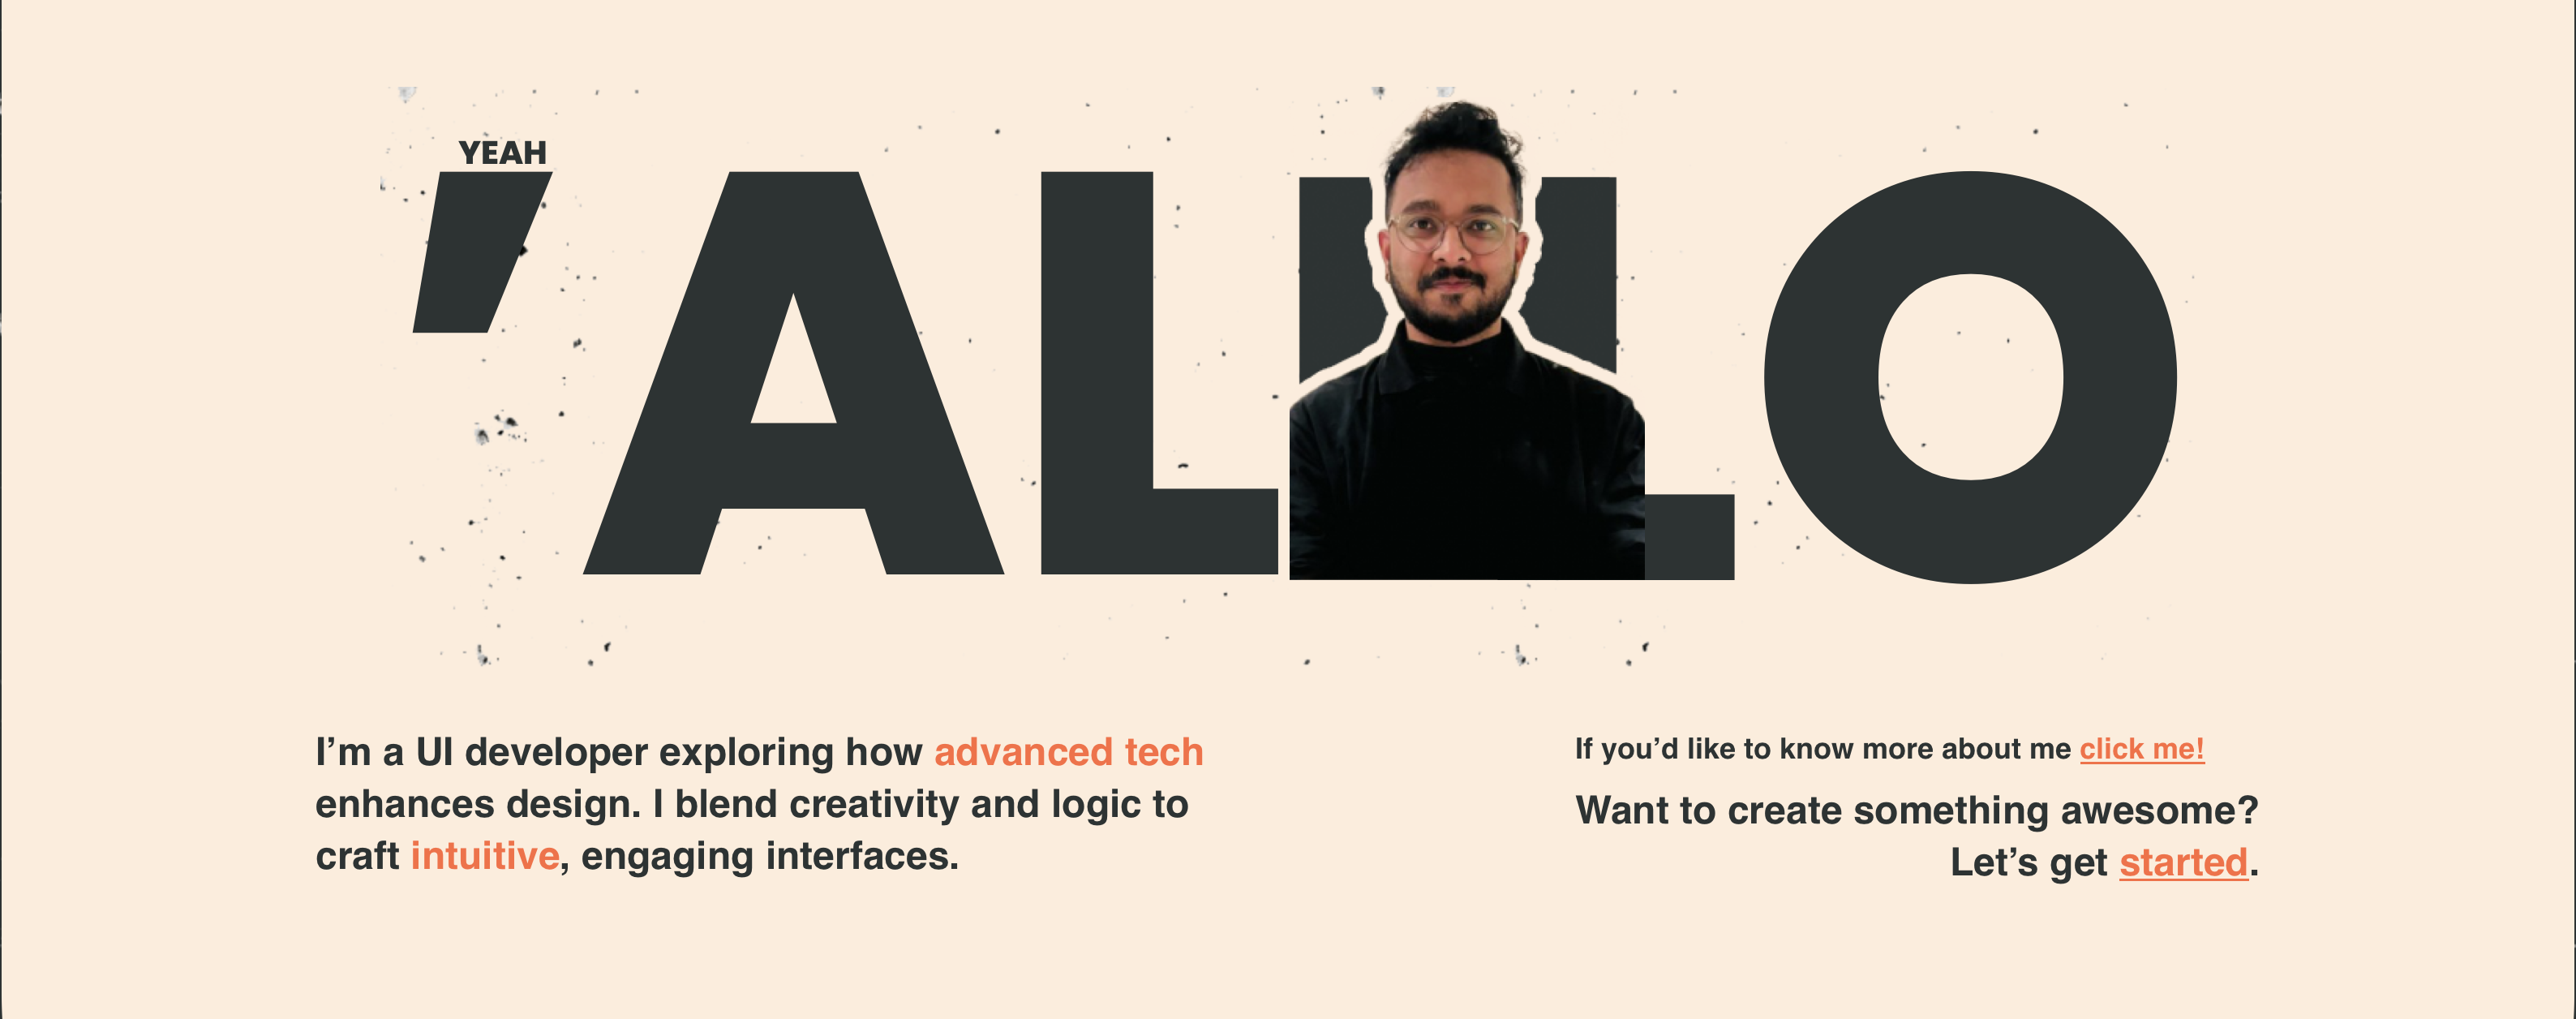 YEAH
’ALLLO
I’m a UI developer exploring how advanced tech
enhances design. I blend creativity and logic to
craft intuitive, engaging interfaces.
If you’d like to know more about me click me!
Want to create something awesome?
Let’s get started.